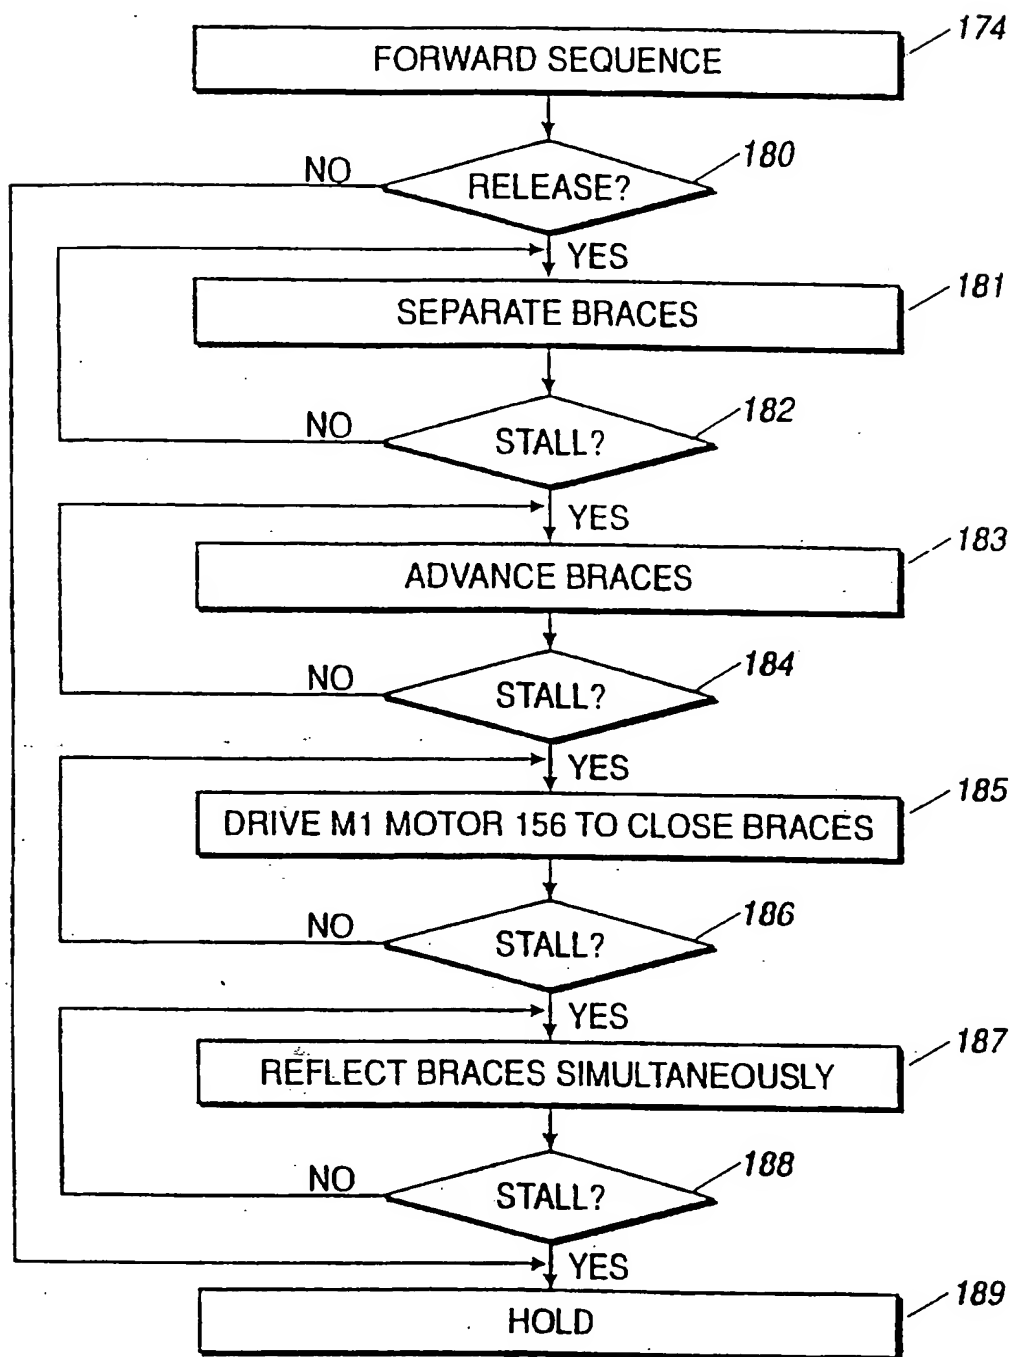 174
FORWARD SEQUENCE
180
NO
RELEASE?
YES
181
SEPARATE BRACES
182
NO
STALL?
YES
183
ADVANCE BRACES
184
NO
STALL?
YES
185
DRIVE M1 MOTOR 156 TO CLOSE BRACES
186
NO
STALL?
YES
187
REFLECT BRACES SIMULTANEOUSLY
188
NO
STALL?
YES
189
HOLD